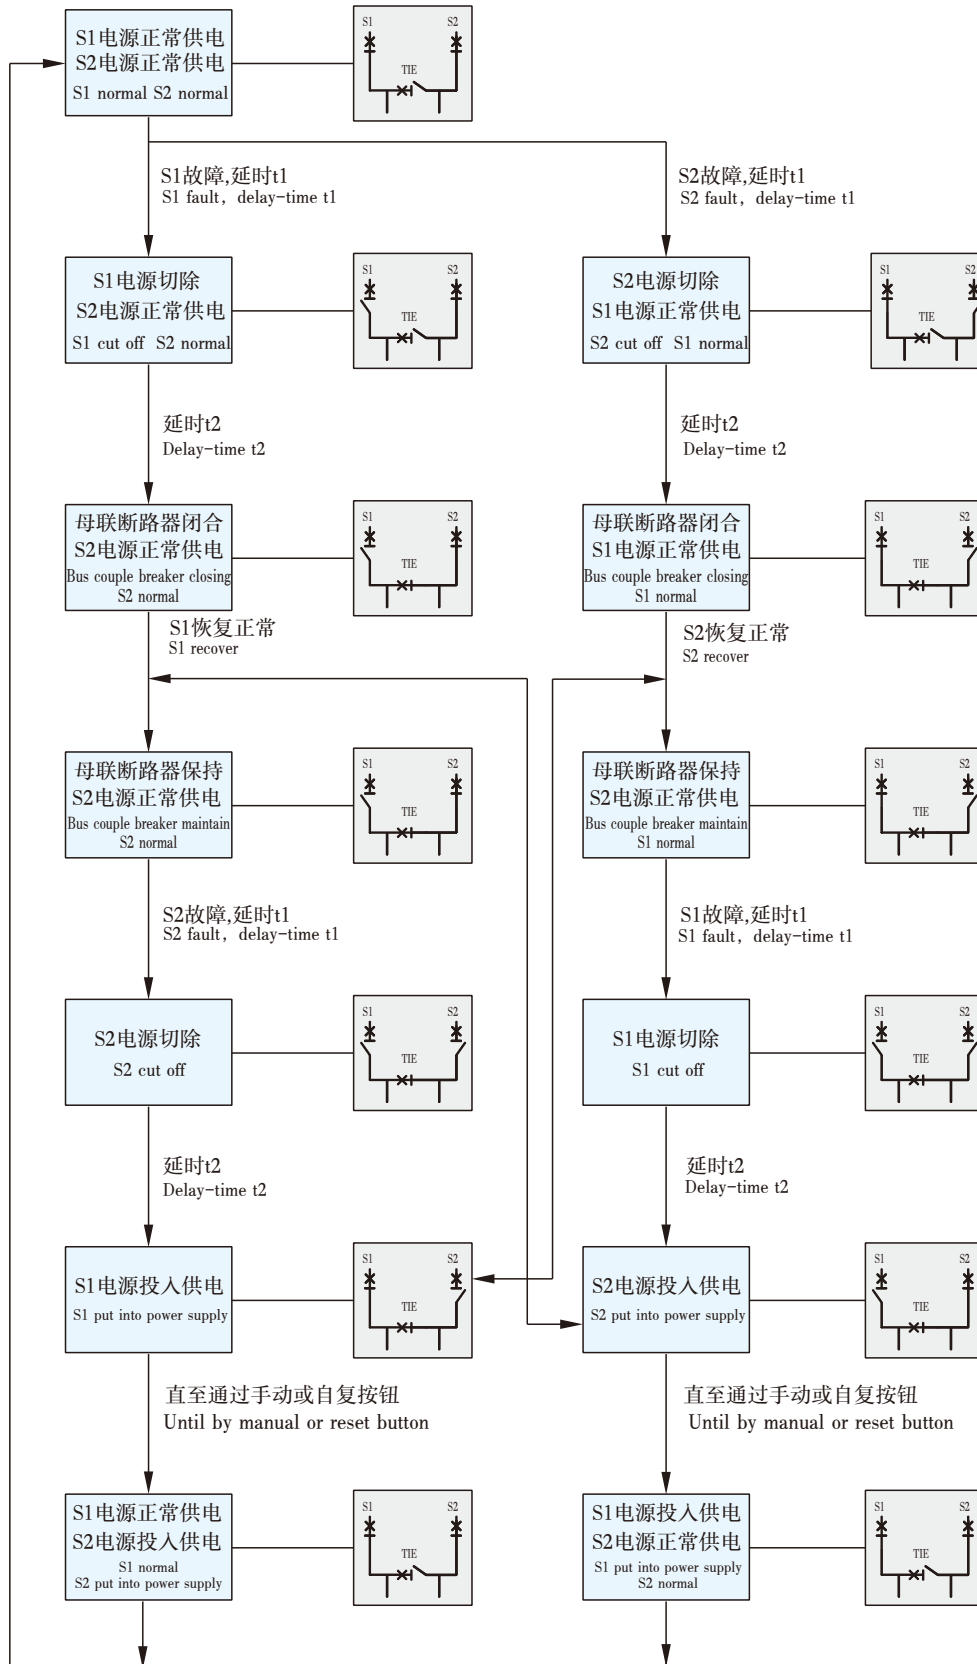 S1电源正常供电
S2电源正常供电
S1 normal S2 normal
S1
S2
TIE
S1故障,延时t1
S1 fault, delay-time t1
S2故障,延时t1
S2 fault, delay-time t1
S1电源切除
S2电源正常供电
S1 cut off S2 normal
S1
S2
TIE
S2电源切除
S1电源正常供电
S2 cut off S1 normal
S1
S2
TIE
延时t2
Delay-time t2
延时t2
Delay-time t2
母联断路器闭合
S2电源正常供电
Bus couple breaker closing
S2 normal
S1
S2
TIE
母联断路器闭合
S1电源正常供电
Bus couple breaker closing
S1 normal
S1
S2
TIE
S1恢复正常
S1 recover
S2恢复正常
S2 recover
母联断路器保持
S2电源正常供电
Bus couple breaker maintain
S2 normal
S1
S2
TIE
母联断路器保持
S2电源正常供电
Bus couple breaker maintain
S1 normal
S1
S2
TIE
S2故障,延时t1
S2 fault, delay-time t1
S1故障,延时t1
S1 fault, delay-time t1
S2电源切除
S2 cut off
S1
S2
TIE
S1电源切除
S1 cut off
S1
S2
TIE
延时t2
Delay-time t2
延时t2
Delay-time t2
S1电源投入供电
S1 put into power supply
S1
S2
TIE
S2电源投入供电
S2 put into power supply
S1
S2
TIE
直至通过手动或自复按钮
Until by manual or reset button
直至通过手动或自复按钮
Until by manual or reset button
S1电源正常供电
S2电源投入供电
S1 normal
S2 put into power supply
S1
S2
TIE
S1电源投入供电
S2电源正常供电
S1 put into power supply
S2 normal
S1
S2
TIE